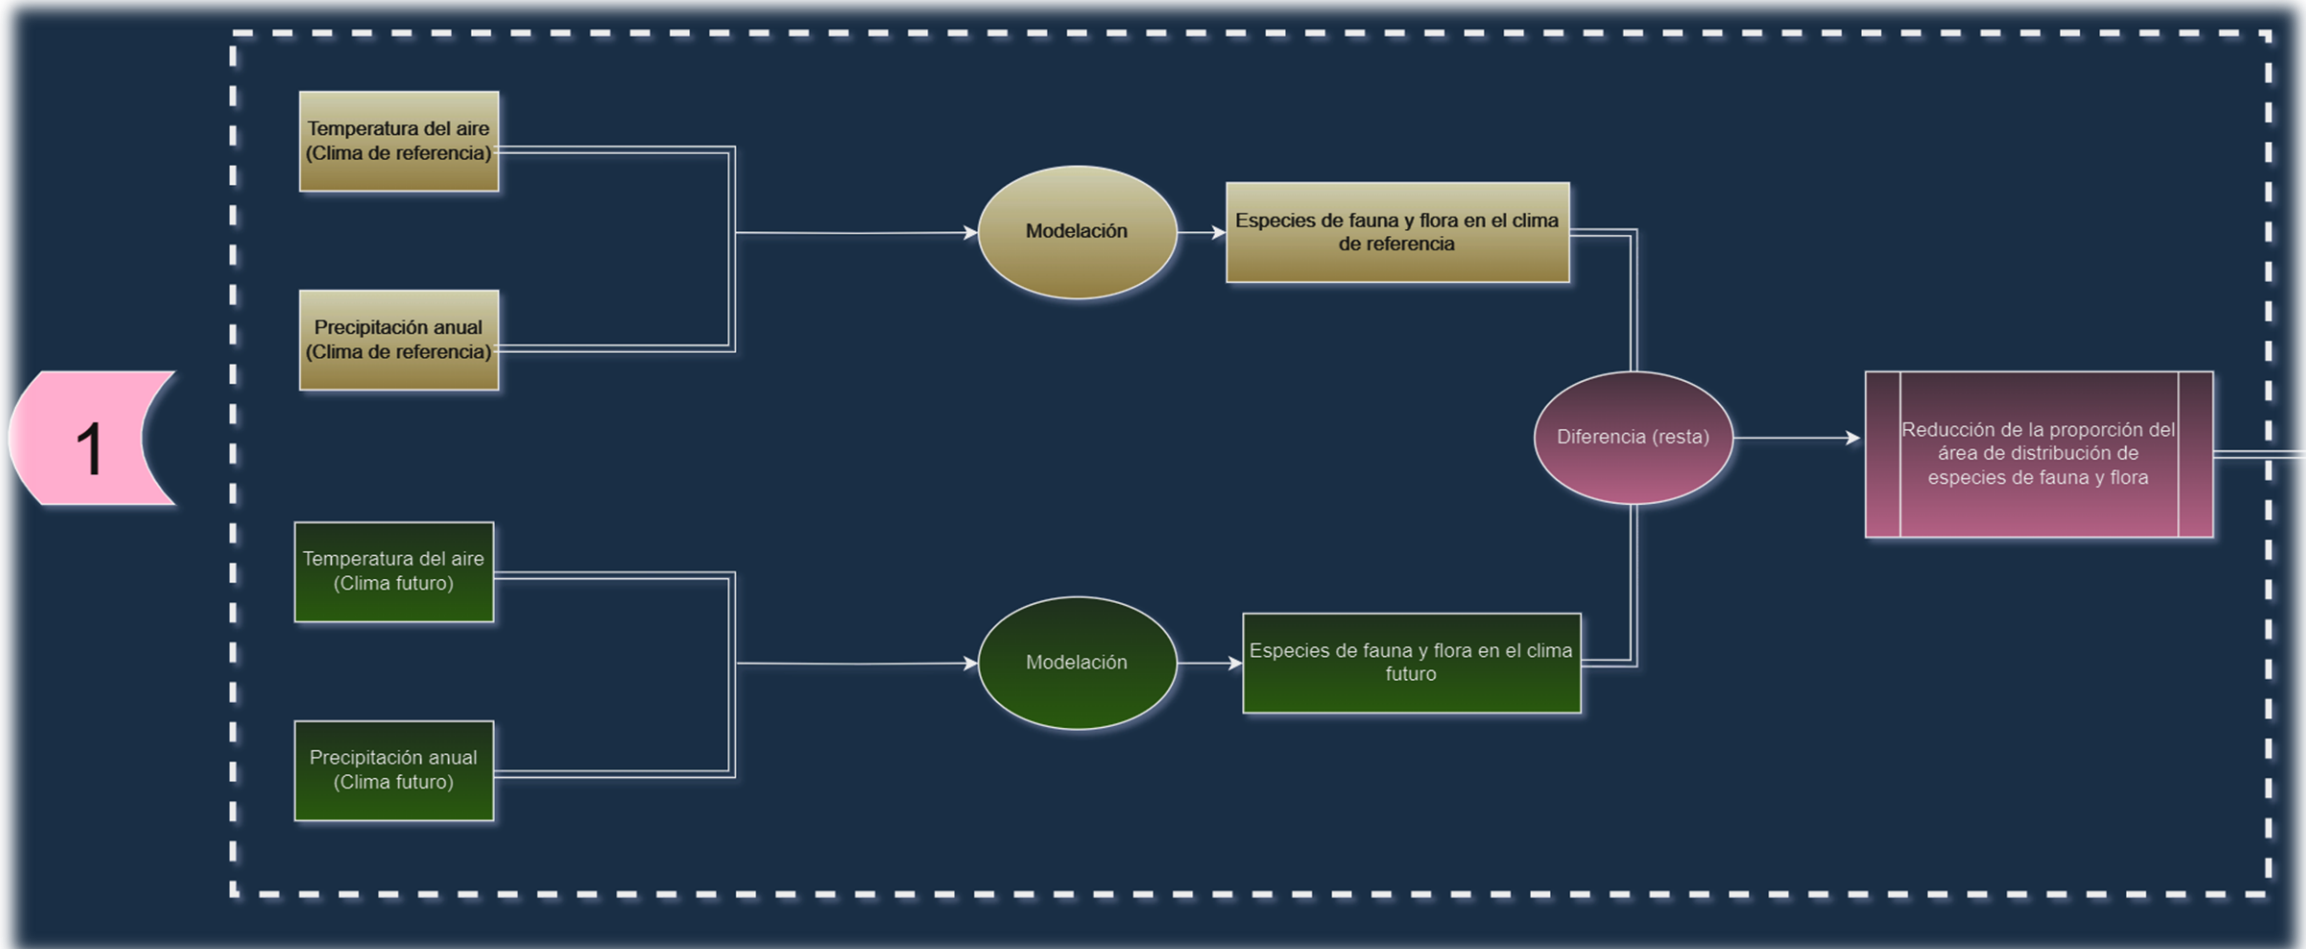 Temperatura del aire
(Clima de referencia)
Precipitación anual
(Clima de referencia)
Modelación
Especies de fauna y flora en el clima
de referencia
1
Diferencia (resta)
Reducción de la proporción del
área de distribución de
especies de fauna y flora
Temperatura del aire
(Clima futuro)
Precipitación anual
(Clima futuro)
Modelación
Especies de fauna y flora en el clima
futuro